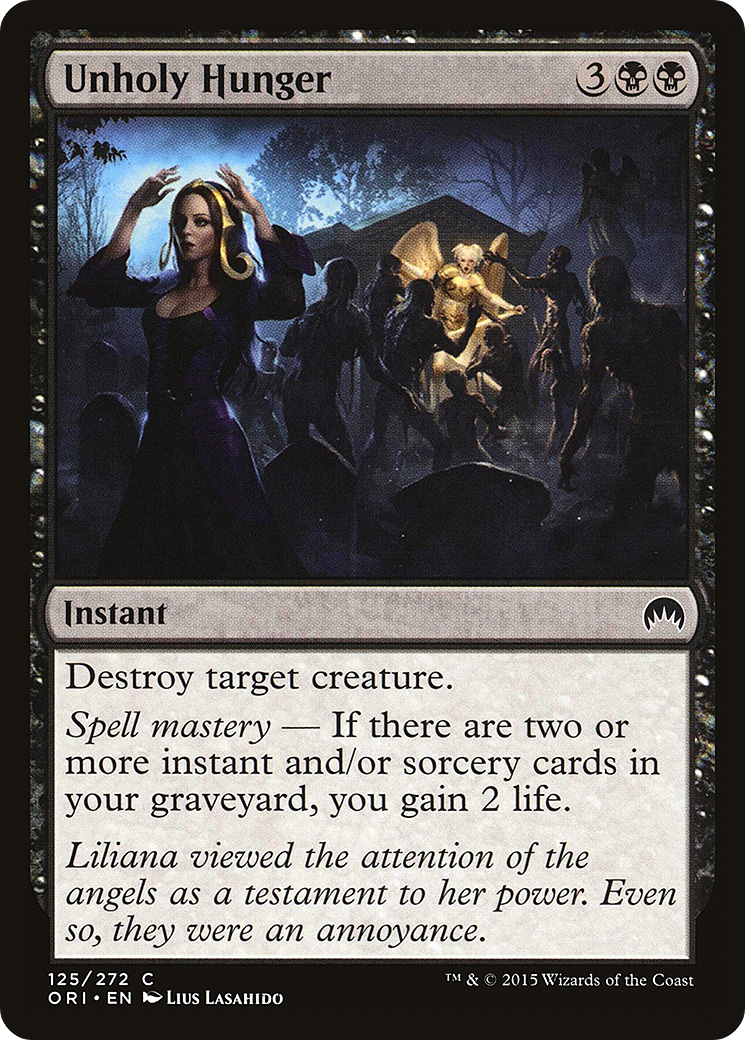 Unholy Hunger 3
Instant
Destroy target creature.
Spell mastery — If there are two or
more instant and/or sorcery cards in
your graveyard, you gain 2 life.
Liliana viewed the attention of the
angels as a testament to her power. Even
so, they were an annoyance.
125/272 C
ORI • EN Lius Lasahido
™ & © 2015 Wizards of the Coast